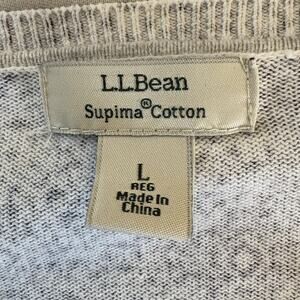 L.L.Bean
Supima® Cotton
L
REG
Made In
China